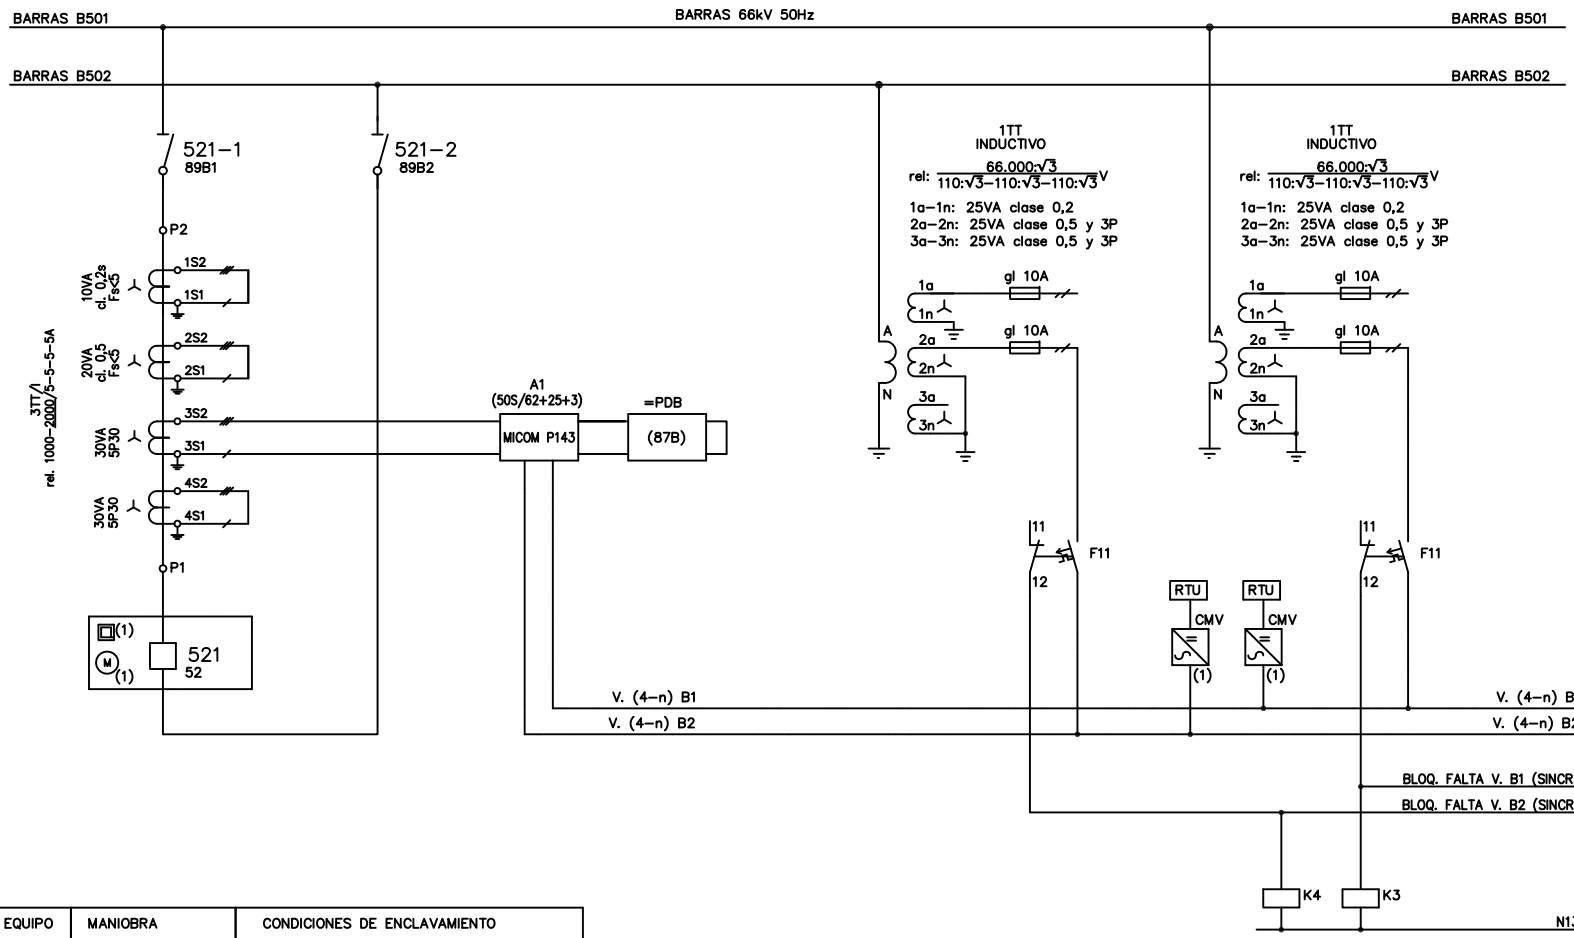 BARRAS B501
BARRAS 66kV 50Hz
BARRAS B501
BARRAS B502
BARRAS B502
521-1
89B1
521-2
89B2
P2
10VA
cl. 0,2s
Fs<5
1S2
1S1
20VA
cl. 0,5
Fs<5
2S2
2S1
3TT/I
rel. 1000-2000/5-5-5-5A
30VA
5P30
3S2
3S1
30VA
5P30
4S2
4S1
P1
(1)
M
(1)
521
52
A1
(50S/62+25+3)
MICOM P143
=PDB
(87B)
1TT
INDUCTIVO
rel: 66.000:√3
110:√3-110:√3-110:√3 V
1a-1n: 25VA clase 0,2
2a-2n: 25VA clase 0,5 y 3P
3a-3n: 25VA clase 0,5 y 3P
gl 10A
1a
1n
gl 10A
A
2a
2n
N
3a
3n
11
F11
12
1TT
INDUCTIVO
rel: 66.000:√3
110:√3-110:√3-110:√3 V
1a-1n: 25VA clase 0,2
2a-2n: 25VA clase 0,5 y 3P
3a-3n: 25VA clase 0,5 y 3P
gl 10A
1a
1n
gl 10A
A
2a
2n
N
3a
3n
11
F11
12
RTU
RTU
CMV
CMV
(1)
(1)
V. (4-n) B1
V. (4-n) B
V. (4-n) B2
V. (4-n) B2
BLOQ. FALTA V. B1 (SINCR
BLOQ. FALTA V. B2 (SINCR
K4
K3
N13
EQUIPO
MANIOBRA
CONDICIONES DE ENCLAVAMIENTO